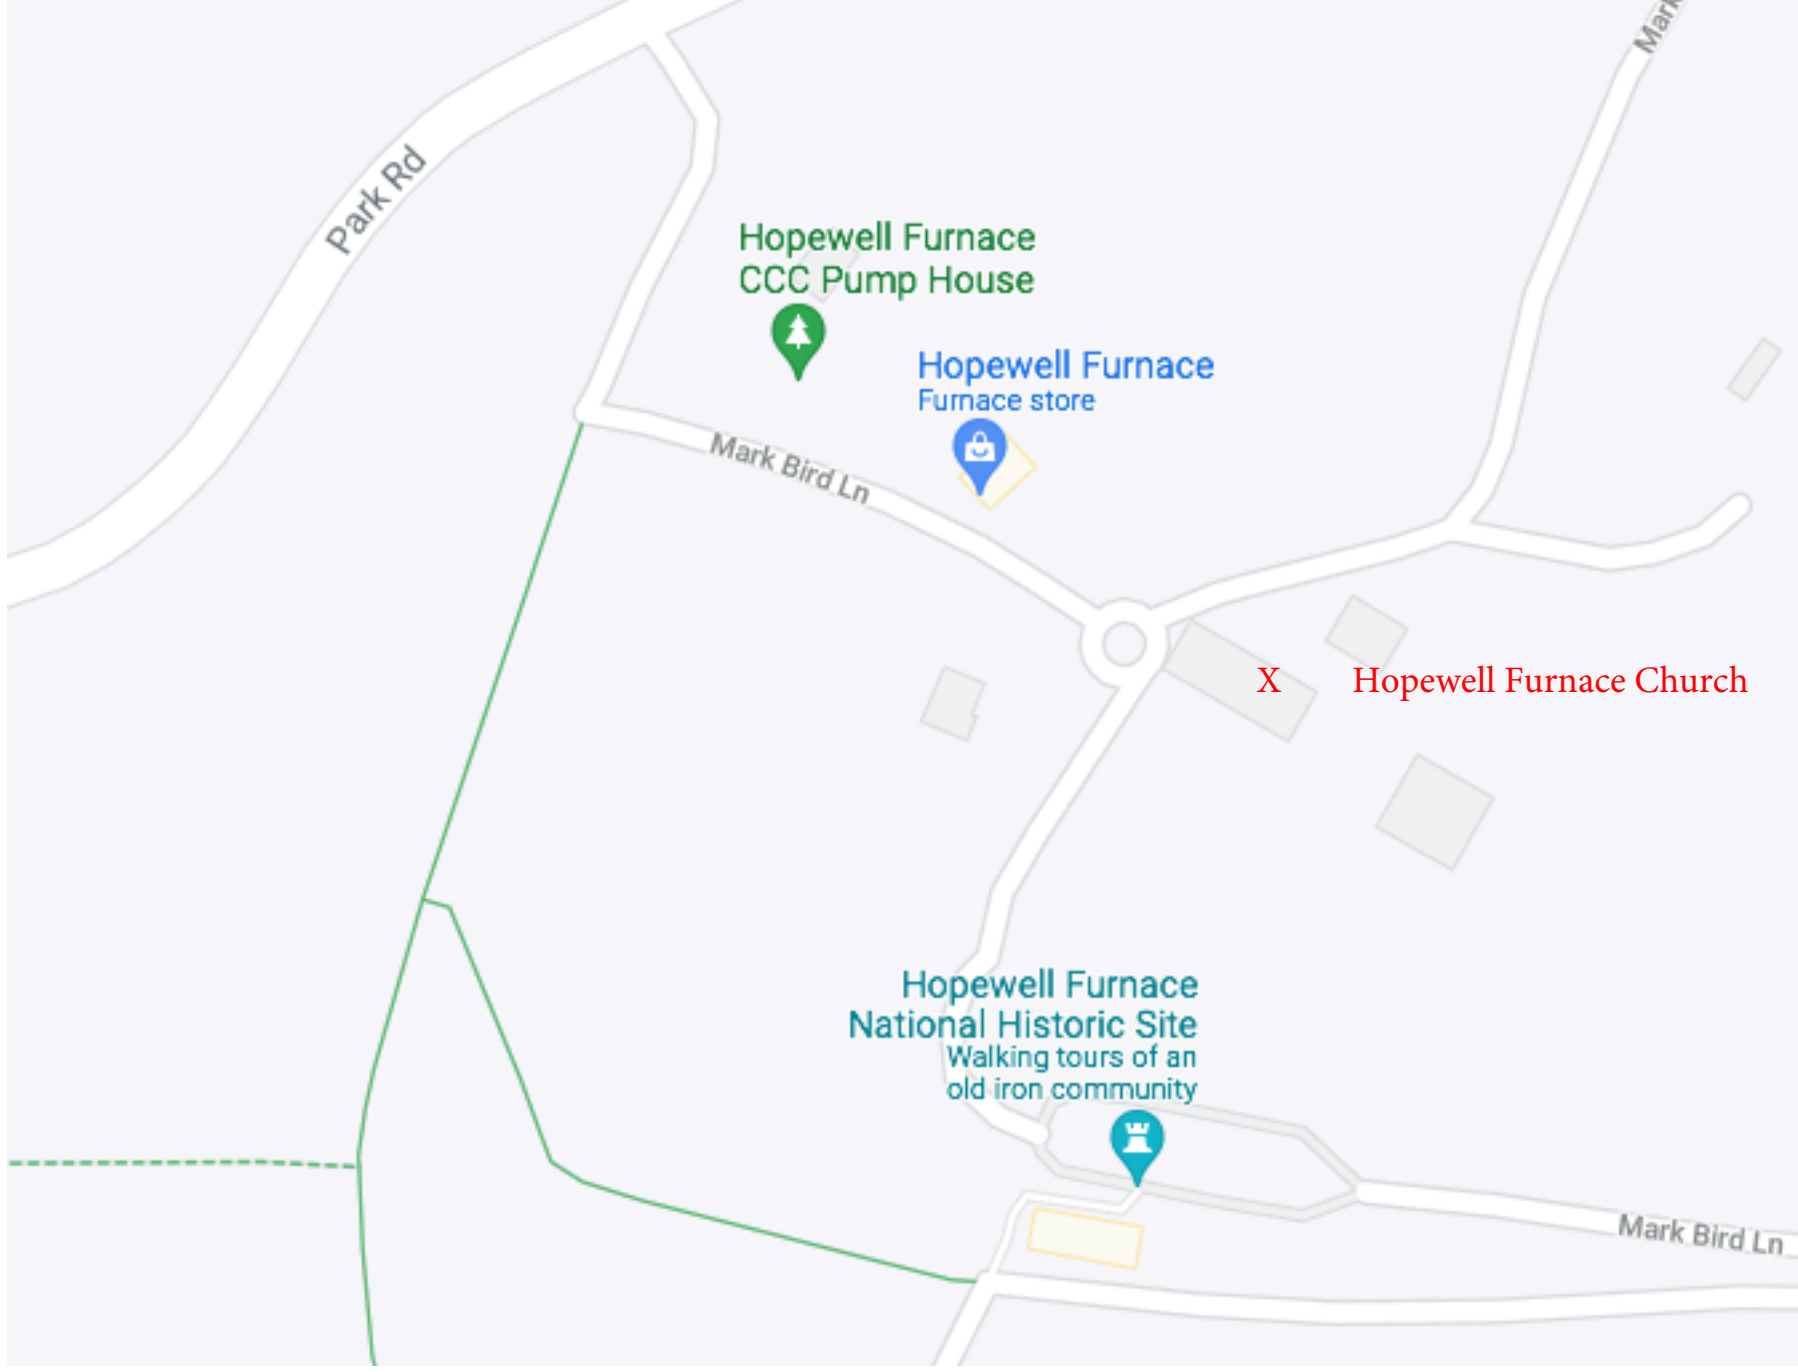 Mark
Park Rd
Hopewell Furnace
CCC Pump House
Hopewell Furnace
Furnace store
Mark Bird Ln
X Hopewell Furnace Church
Hopewell Furnace
National Historic Site
Walking tours of an
old iron community
Mark Bird Ln